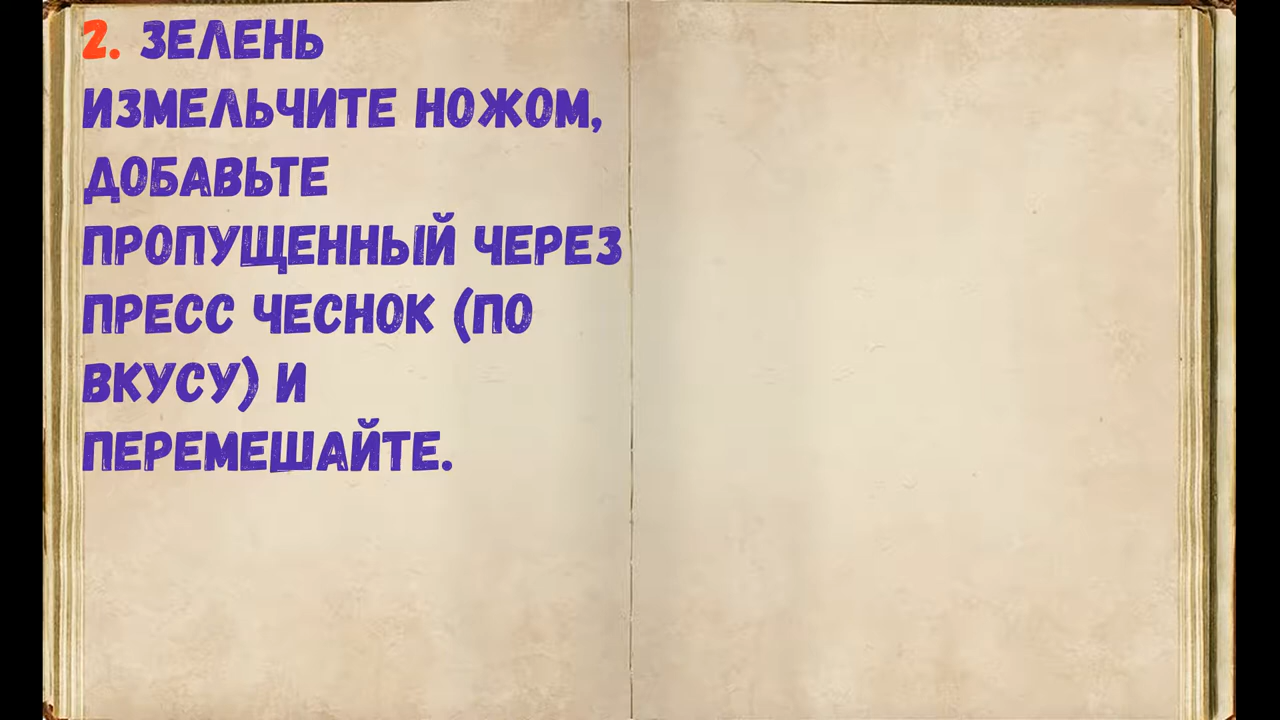 2. ЗЕЛЕНЬ
ИЗМЕЛЬЧИТЕ НОЖОМ,
ДОБАВЬТЕ
ПРОПУЩЕННЫЙ ЧЕРЕЗ
ПРЕСС ЧЕСНОК (ПО
ВКУСУ) И
ПЕРЕМЕШАЙТЕ.